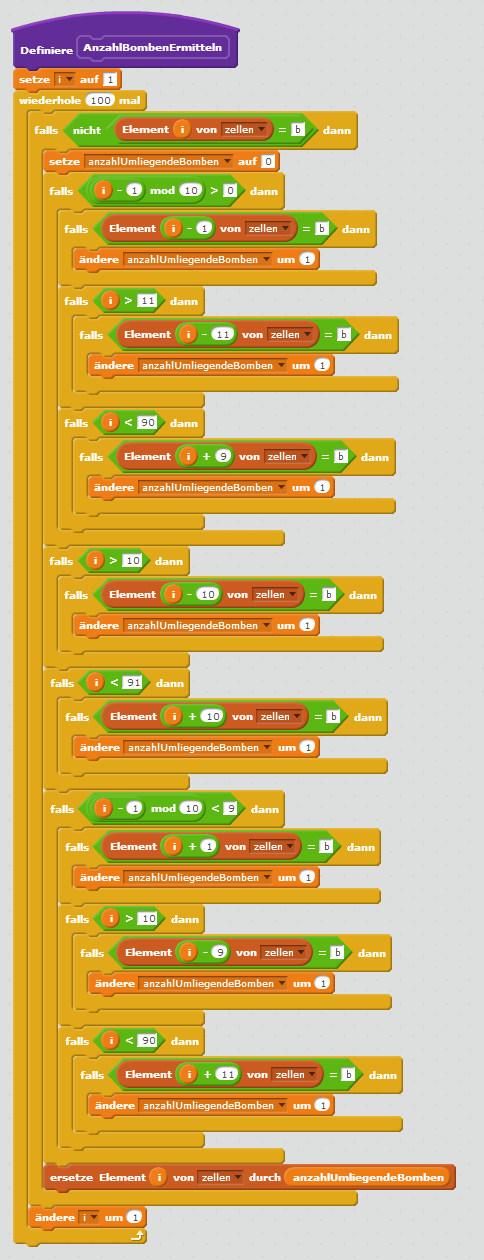 Definiere AnzahlBombenErmitteln
setze i auf 1
wiederhole 100 mal
falls nicht Element i von zellen = b dann
setze anzahlUmliegendeBomben auf 0
falls i - 1 mod 10 > 0 dann
falls Element i - 1 von zellen = b dann
ändere anzahlUmliegendeBomben um 1
falls i > 11 dann
falls Element i - 11 von zellen = b dann
ändere anzahlUmliegendeBomben um 1
falls i < 90 dann
falls Element i + 9 von zellen = b dann
ändere anzahlUmliegendeBomben um 1
falls i > 10 dann
falls Element i - 10 von zellen = b dann
ändere anzahlUmliegendeBomben um 1
falls i < 91 dann
falls Element i + 10 von zellen = b dann
ändere anzahlUmliegendeBomben um 1
falls i - 1 mod 10 < 9 dann
falls Element i + 1 von zellen = b dann
ändere anzahlUmliegendeBomben um 1
falls i > 10 dann
falls Element i - 9 von zellen = b dann
ändere anzahlUmliegendeBomben um 1
falls i < 90 dann
falls Element i + 11 von zellen = b dann
ändere anzahlUmliegendeBomben um 1
ersetze Element i von zellen durch anzahlUmliegendeBomben
ändere i um 1